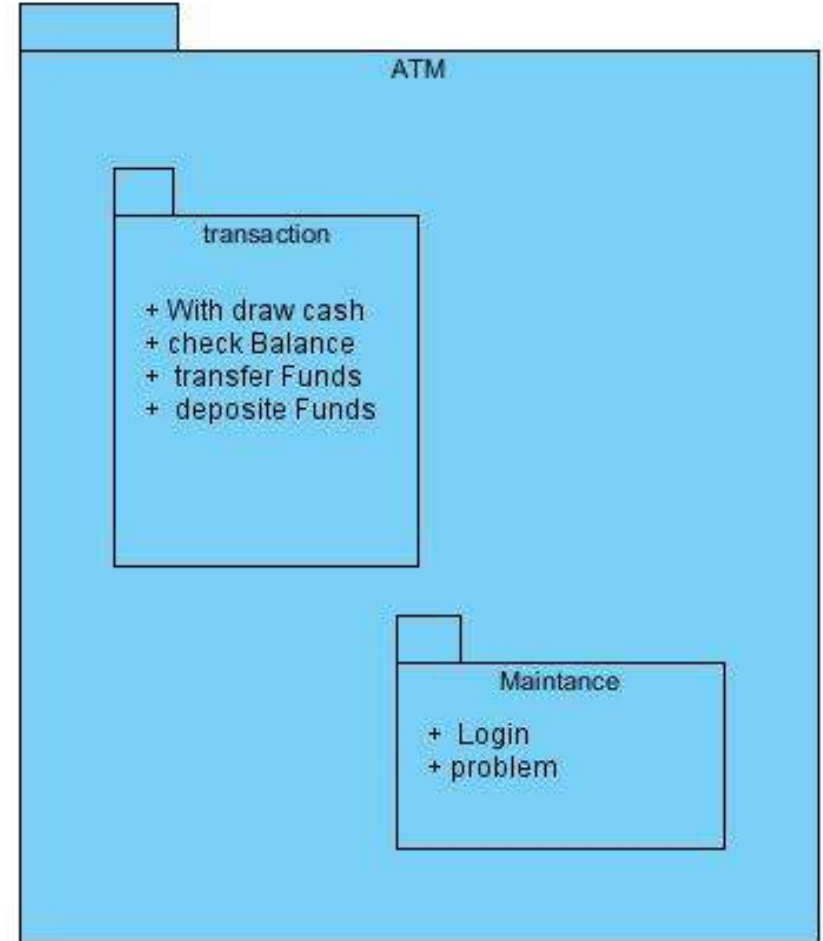 ATM
transaction
+ With draw cash
+ check Balance
+ transfer Funds
+ deposite Funds
Maintance
+ Login
+ problem